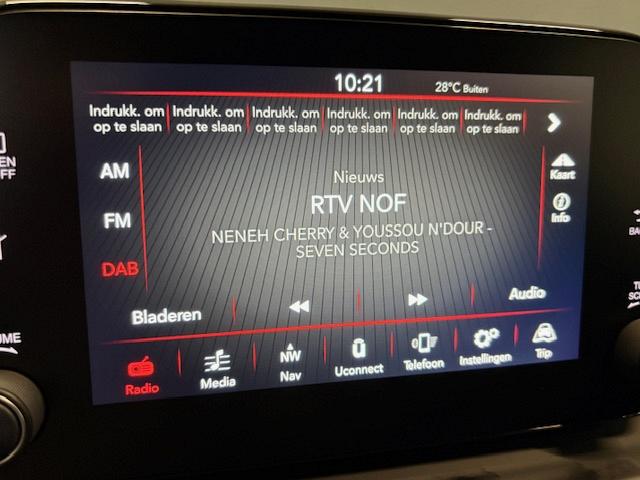 10:21
28°C Buiten
Indrukk. om Indrukk. om Indrukk. om Indrukk. om Indrukk. om Indrukk. om
op te slaan op te slaan op te slaan op te slaan op te slaan op te slaan
AM
FM
DAB
Nieuws
RTV NOF
NENEH CHERRY & YOUSSOU N'DOUR -
SEVEN SECONDS
Kaart
Info
Bladeren
Audio
Radio
Media
NW
Nav
Uconnect
Telefoon
Instellingen
Trip